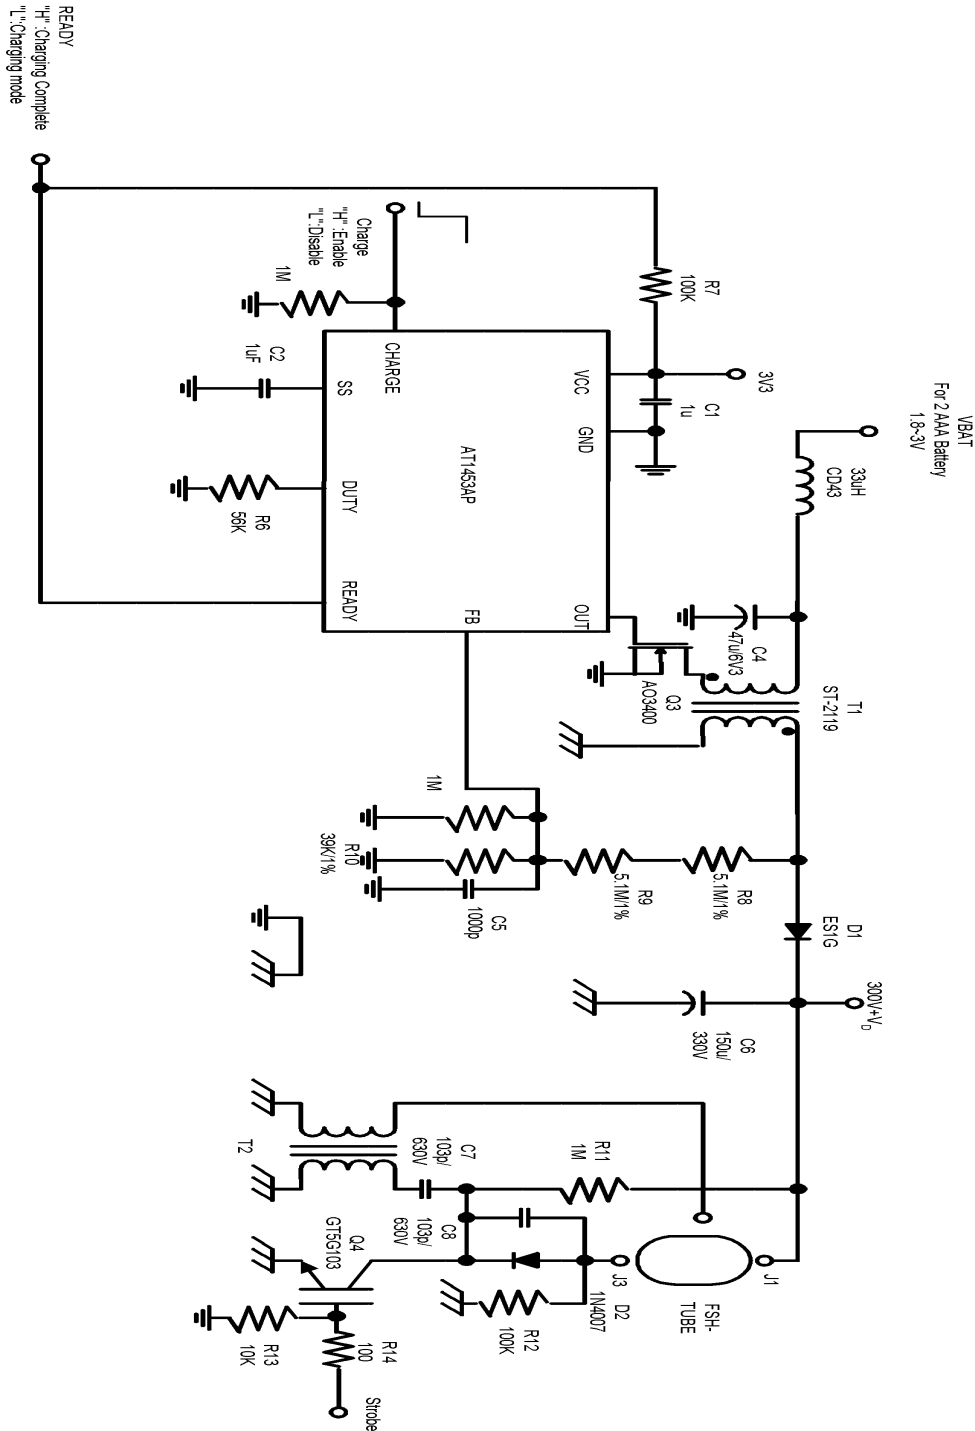 VBAT
For 2 AAA Battery
1.8~3V
33uH
CD43
3V3
R7
100K
C1
1u
C4
47u/6V3
T1
ST-2119
Q3
AO3400
R8
5.1M/1%
R9
5.1M/1%
D1
ES1G
300V+VD
C6
150u/
330V
VCC
GND
OUT
AT1453AP
FB
CHARGE
SS
DUTY
READY
Charge
"H" :Enable
"L":Disable
1M
C2
1uF
R6
56K
1M
R10
39K/1%
C5
1000p
R11
1M
C7
103p/
630V
T2
C8
103p/
630V
J1
FSH-
TUBE
J3
D2
1N4007
R12
100K
Q4
GT5G103
R14
100
R13
10K
Strobe
READY
"H" :Charging Complete
"L":Charging mode